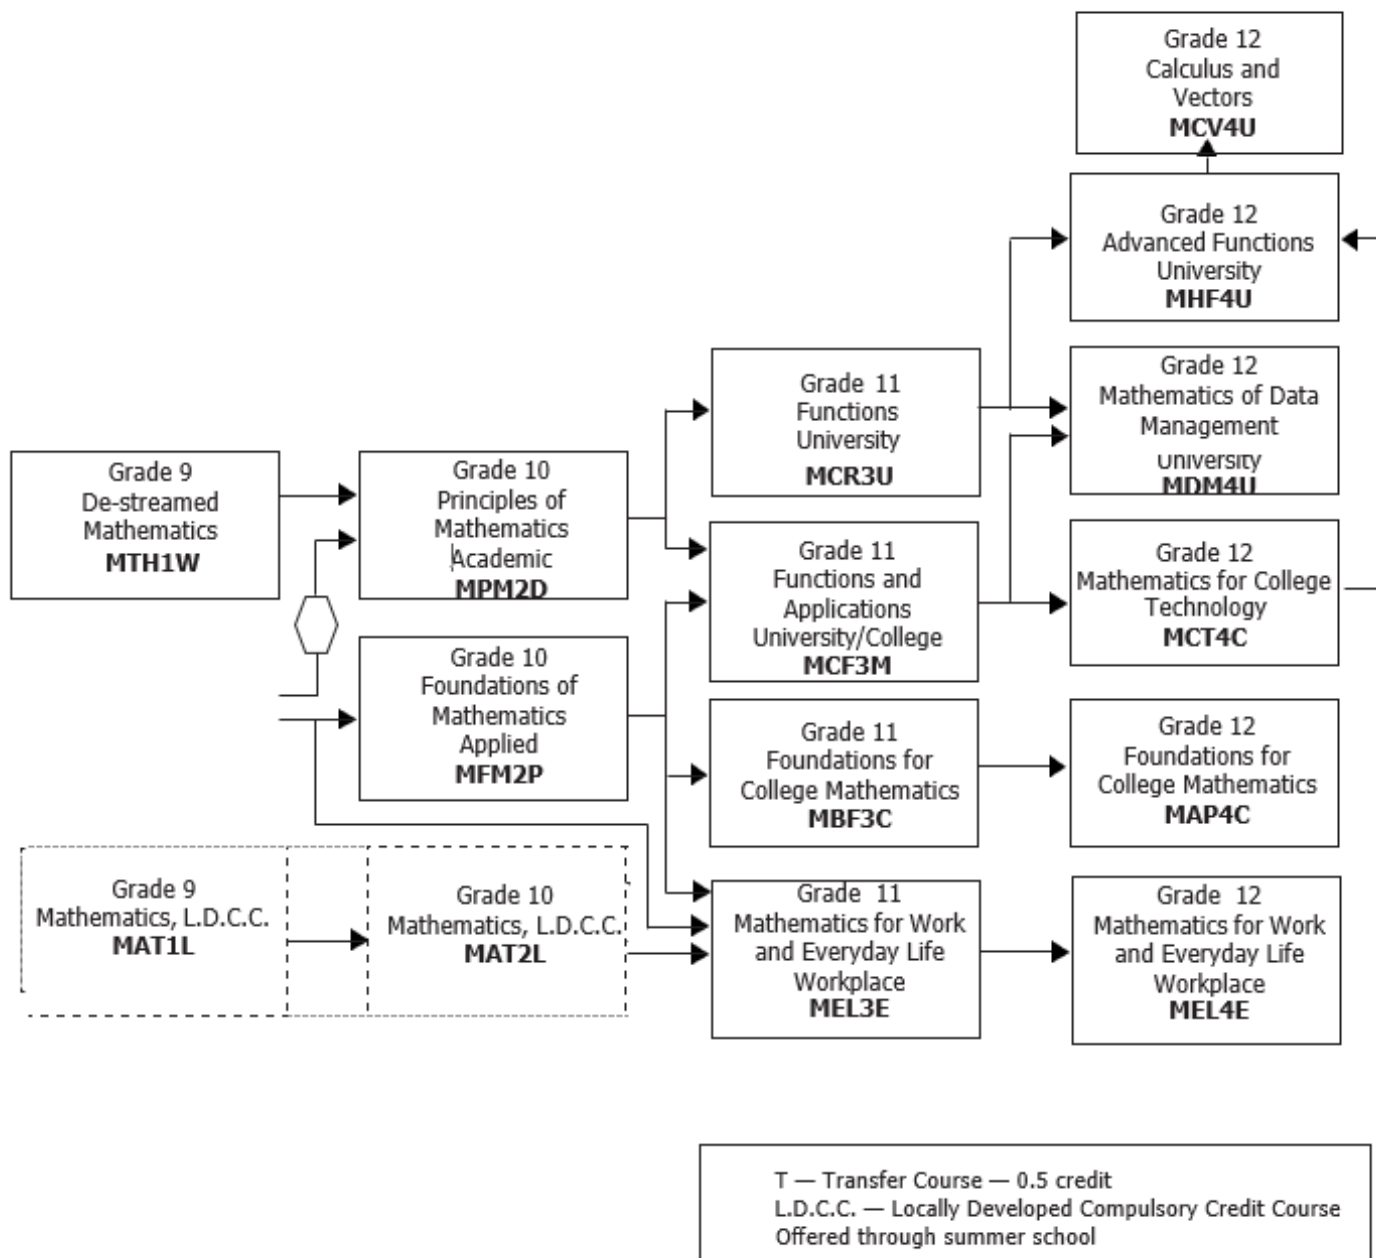 Grade 12
Calculus and
Vectors
MCV4U
Grade 12
Advanced Functions
University
MHF4U
Grade 11
Functions
University
MCR3U
Grade 12
Mathematics of Data
Management
University
MDM4U
Grade 9
De-streamed
Mathematics
MTH1W
Grade 10
Principles of
Mathematics
Academic
MPM2D
Grade 11
Functions and
Applications
University/College
MCF3M
Grade 12
Mathematics for College
Technology
MCT4C
Grade 10
Foundations of
Mathematics
Applied
MFM2P
Grade 11
Foundations for
College Mathematics
MBF3C
Grade 12
Foundations for
College Mathematics
MAP4C
Grade 9
Mathematics, L.D.C.C.
MAT1L
Grade 10
Mathematics, L.D.C.C.
MAT2L
Grade 11
Mathematics for Work
and Everyday Life
Workplace
MEL3E
Grade 12
Mathematics for Work
and Everyday Life
Workplace
MEL4E
T — Transfer Course — 0.5 credit
L.D.C.C. — Locally Developed Compulsory Credit Course
Offered through summer school